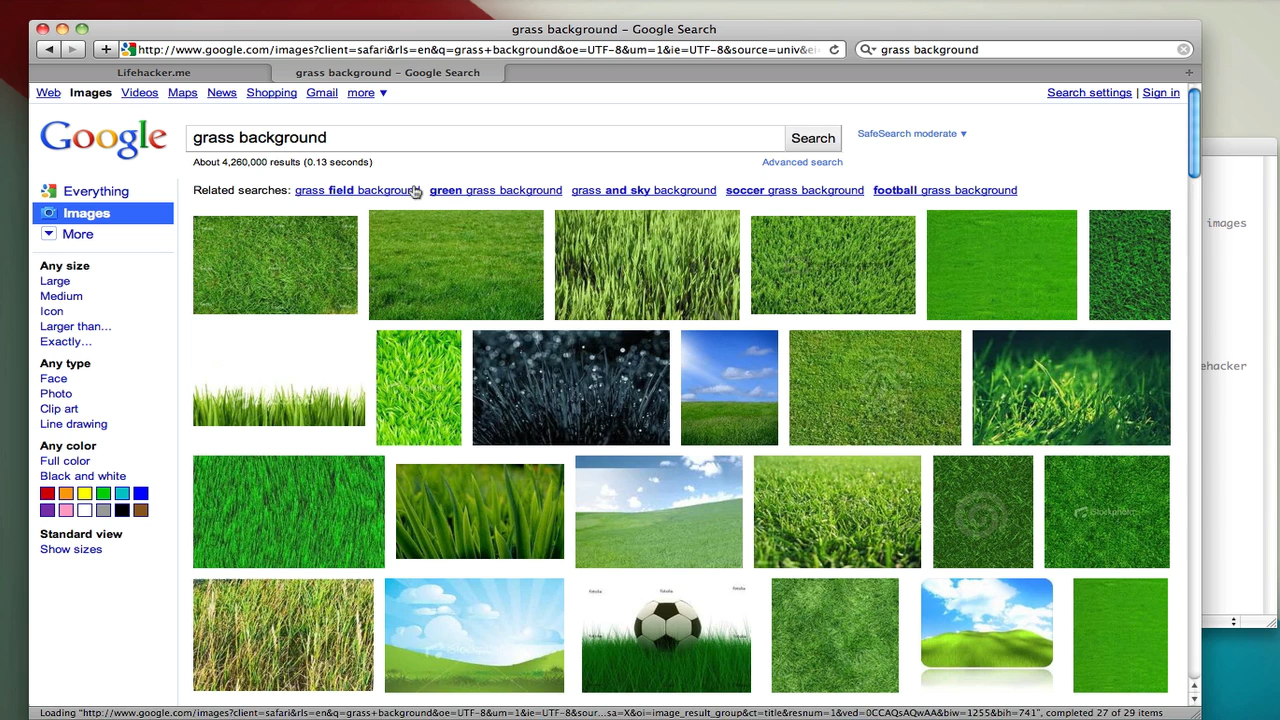 grass background – Google Search
http://www.google.com/images?client=safari&rls=en&q=grass+background&oe=UTF-8&um=1&ie=UTF-8&source=univ&ei
grass background
Lifehacker.me
grass background – Google Search
Web Images Videos Maps News Shopping Gmail more ▼
Search settings | Sign in
Google
grass background
Search
SafeSearch moderate ▼
About 4,260,000 results (0.13 seconds)
Advanced search
Everything
Images
More
Related searches: grass field background green grass background grass and sky background soccer grass background football grass background
images
Any size
Large
Medium
Icon
Larger than...
Exactly...
Any type
Face
Photo
Clip art
Line drawing
ehacker
Any color
Full color
Black and white
Standard view
Show sizes
iStockphoto
fotolia
fotolia
fotolia
Loading "http://www.google.com/images?client=safari&rls=en&q=grass+background&oe=UTF-8&um=1&ie=UTF-8&sour...sa=X&oi=image_result_group&ct=title&resnum=1&ved=0CCAQsAQwAA&biw=1255&bih=741", completed 27 of 29 items